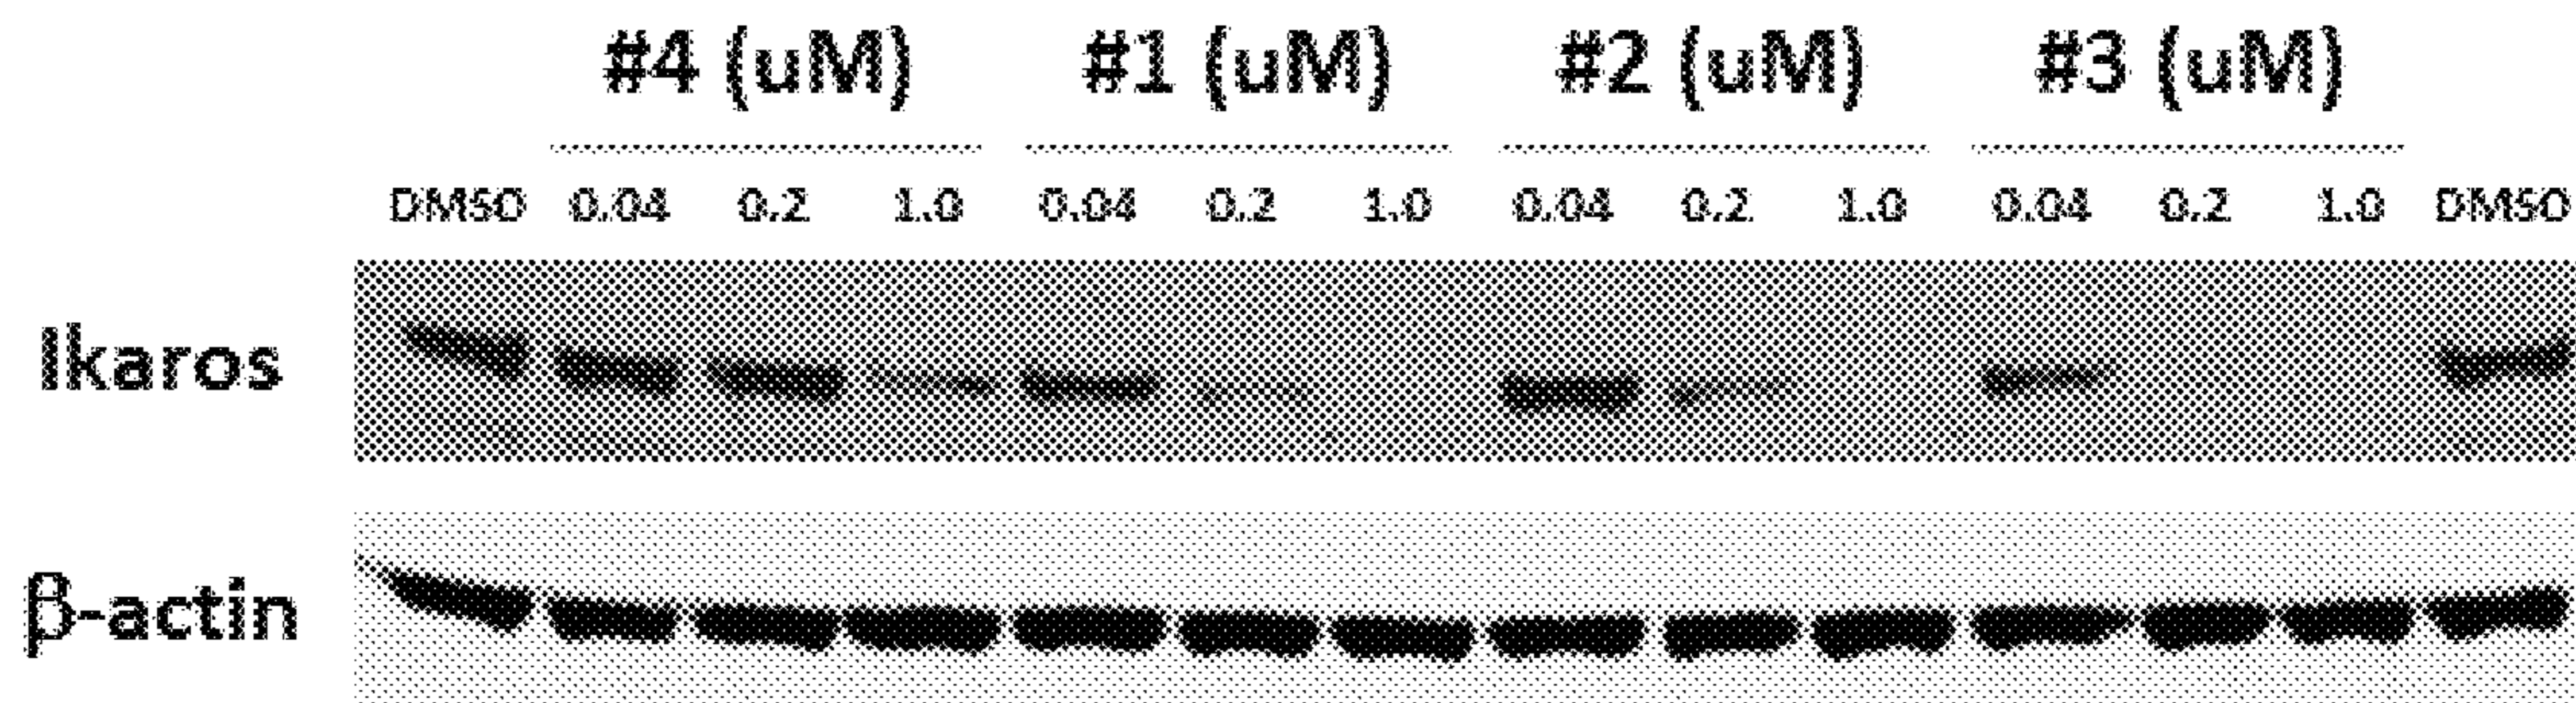 #4 (uM) #1 (uM) #2 (uM) #3 (uM)
DMSO 0.04 0.2 1.0 0.04 0.2 1.0 0.04 0.2 1.0 0.04 0.2 1.0 DMSO
Ikaros
β-actin